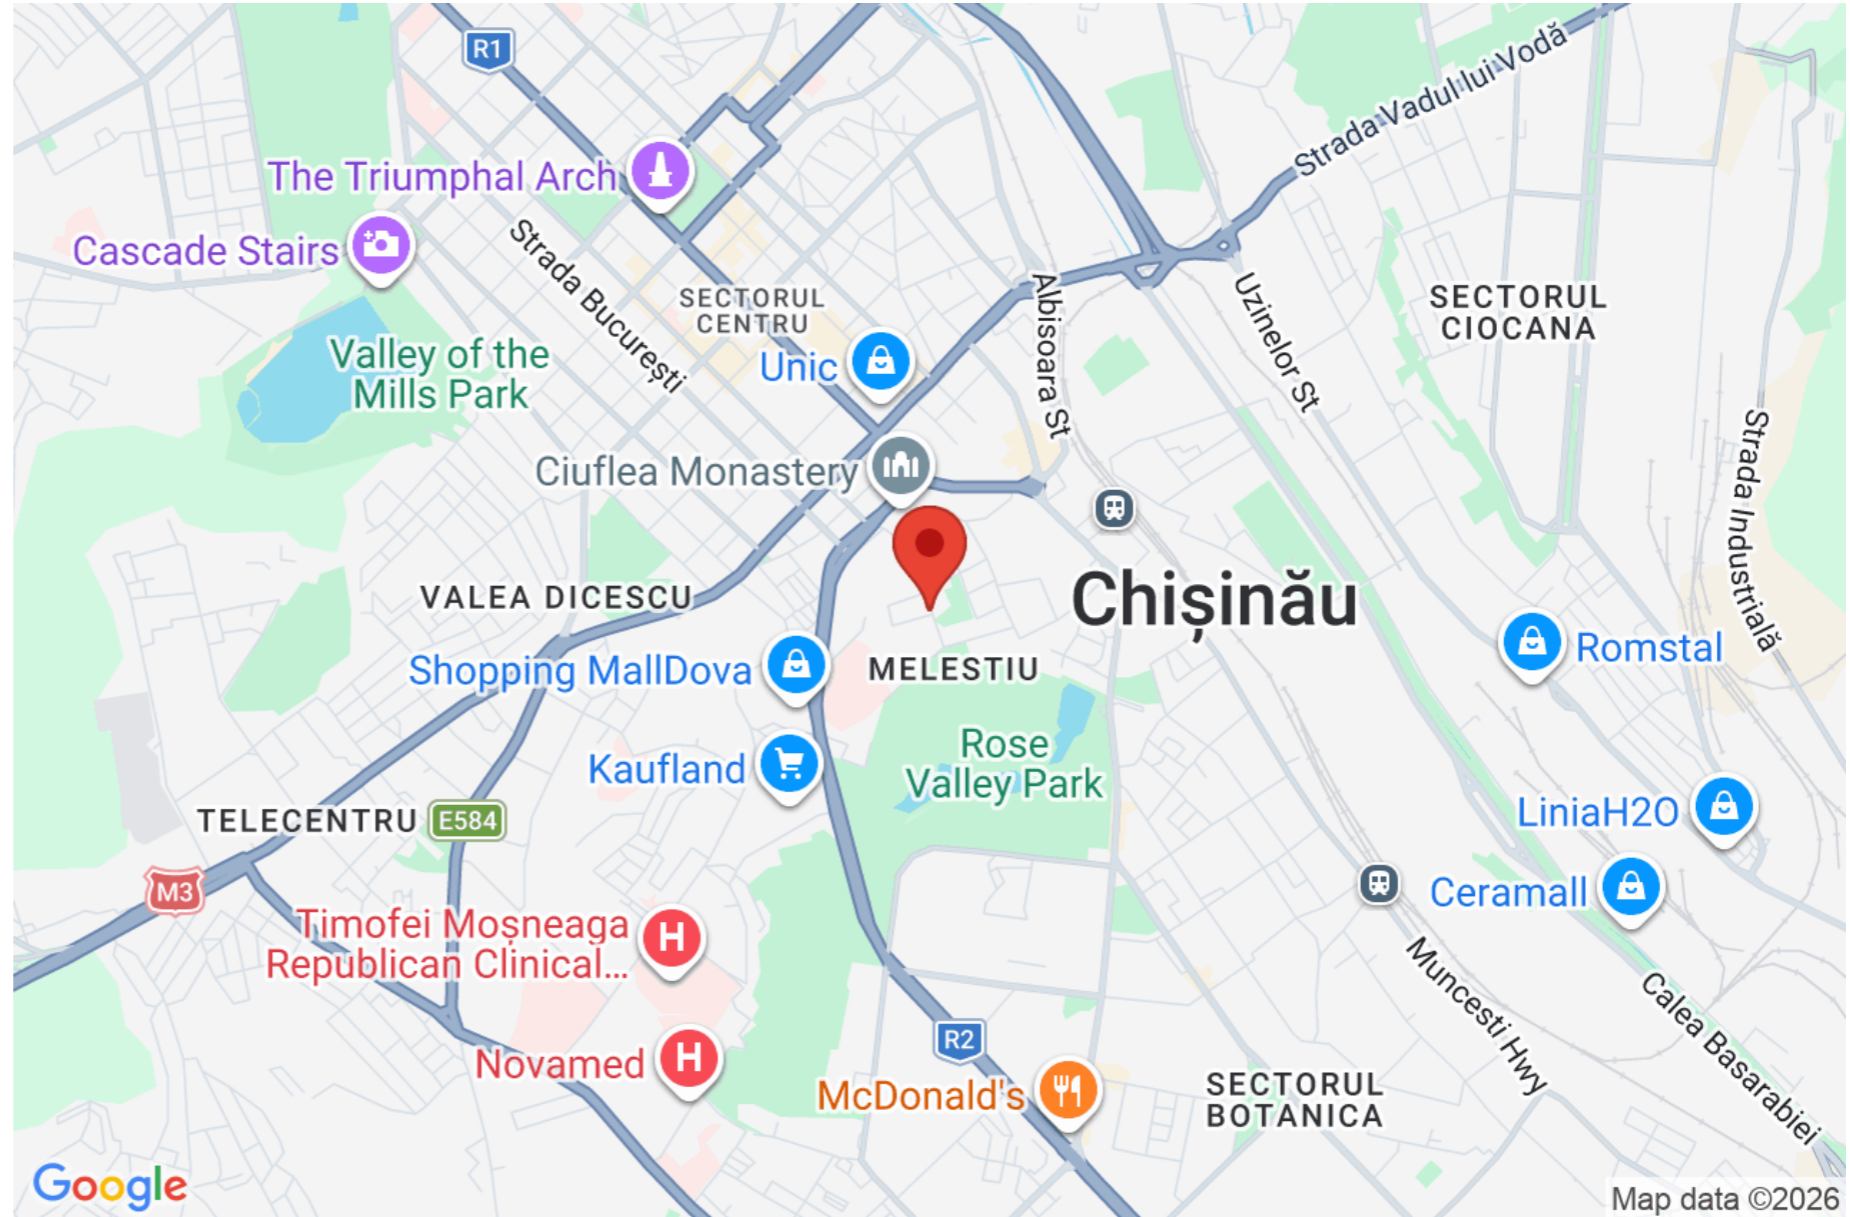 R1
Strada Vadul lui Vodă
The Triumphal Arch
Cascade Stairs
Strada București
SECTORUL
CENTRU
Albisoara St
Uzinelor St
SECTORUL
CIOCANA
Valley of the
Mills Park
Unic
Ciuflea Monastery
Strada Industrială
VALEA DICESCU
Chișinău
Shopping MallDova
MELESTIU
Romstal
Rose
Valley Park
Kaufland
TELECENTRU
E584
LiniaH2O
M3
Ceramall
Timofei Moșneaga
Republican Clinical...
Muncesti Hwy
Calea Basarabiei
R2
Novamed
McDonald's
SECTORUL
BOTANICA
Google
Map data ©2026